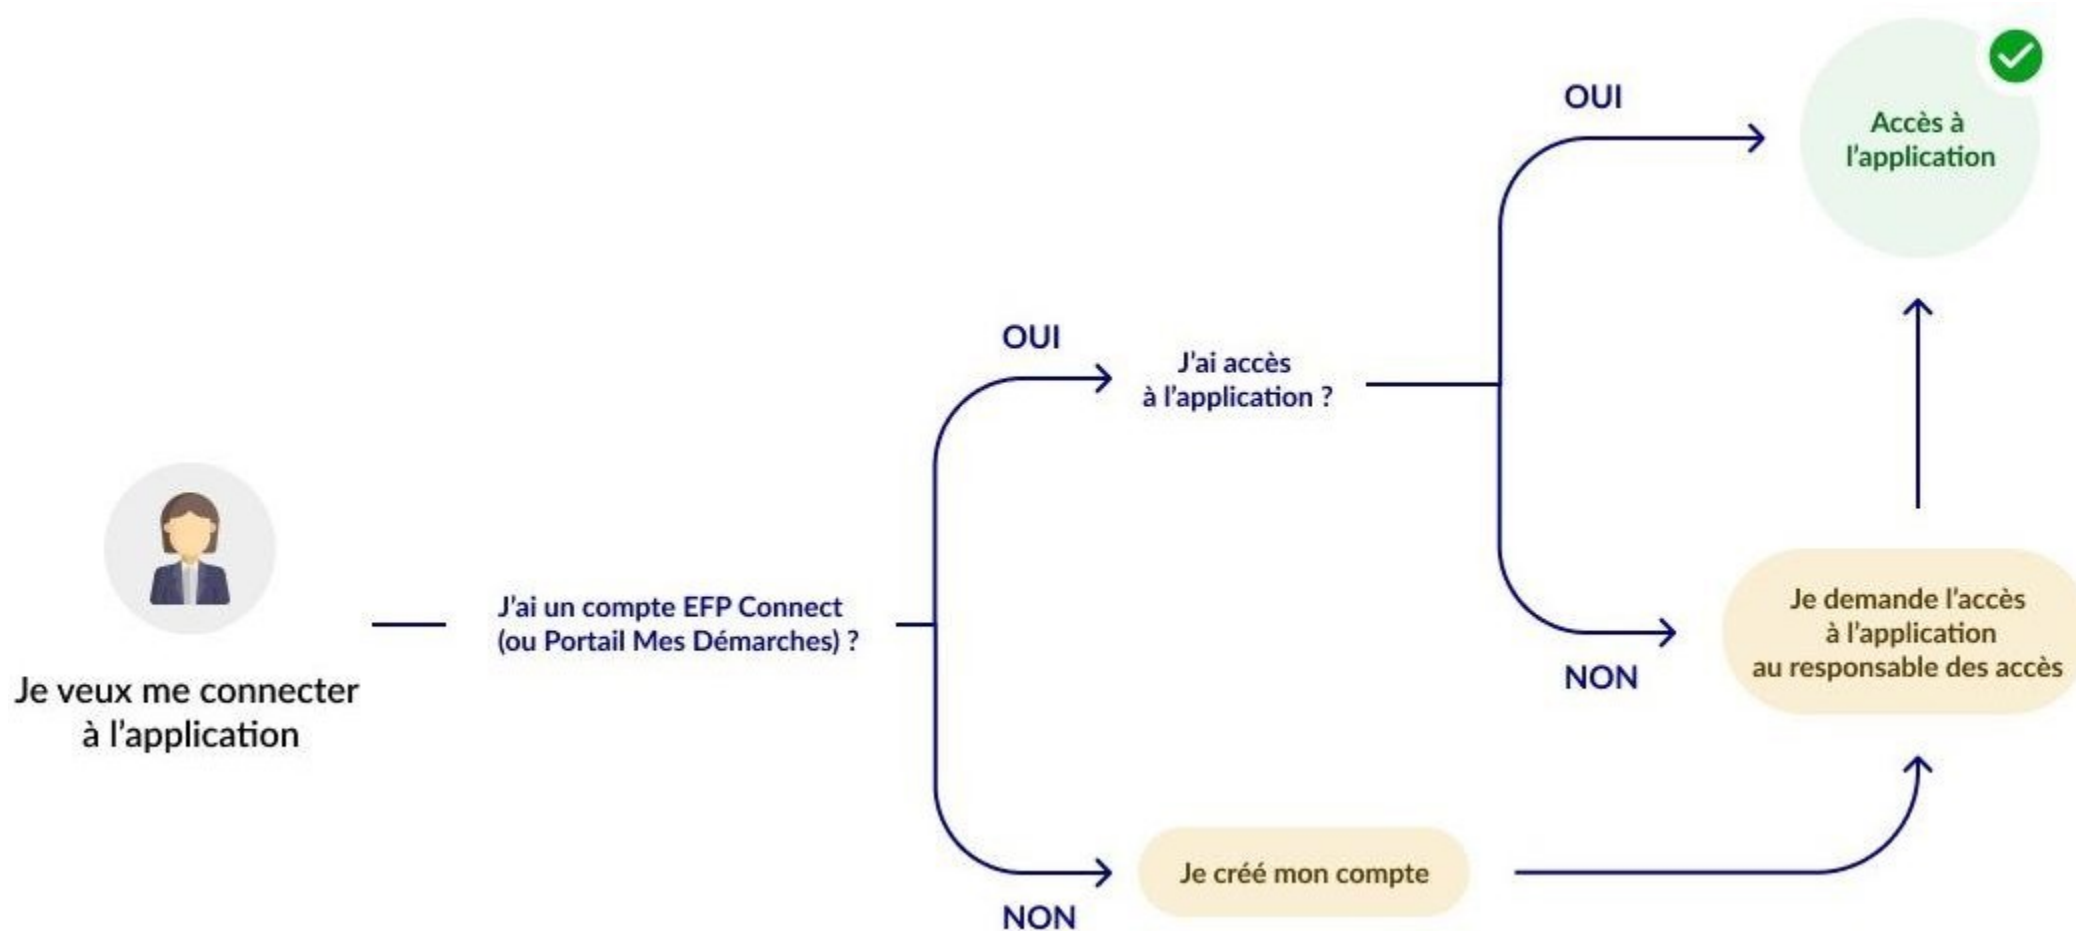 Je veux me connecter
à l'application
J'ai un compte EFP Connect
(ou Portail Mes Démarches) ?
OUI
J'ai accès
à l'application ?
OUI
Accès à
l'application
NON
Je demande l'accès
à l'application
au responsable des accès
NON
Je créé mon compte